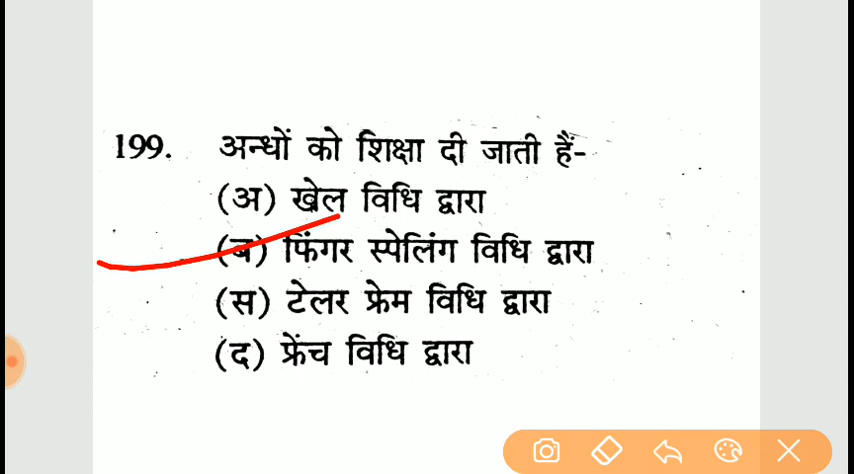 199. अन्धों को शिक्षा दी जाती हैं-
(अ) खेल विधि द्वारा
(ब) फिंगर स्पेलिंग विधि द्वारा
(स) टेलर फ्रेम विधि द्वारा
(द) फ्रेंच विधि द्वारा